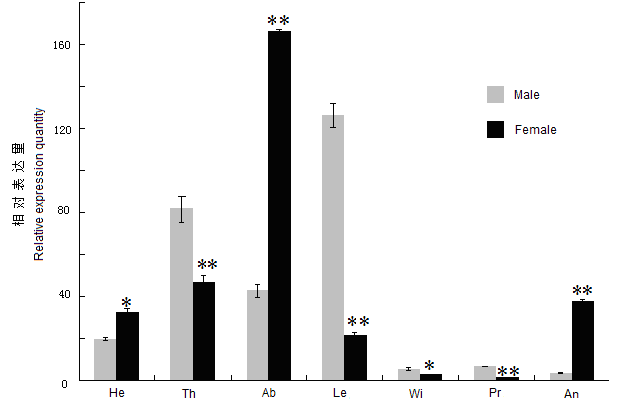 相对表达量
Relative expression quantity
160
120
80
40
0
Male
Female
*
**
**
**
*
**
**
He
Th
Ab
Le
Wi
Pr
An